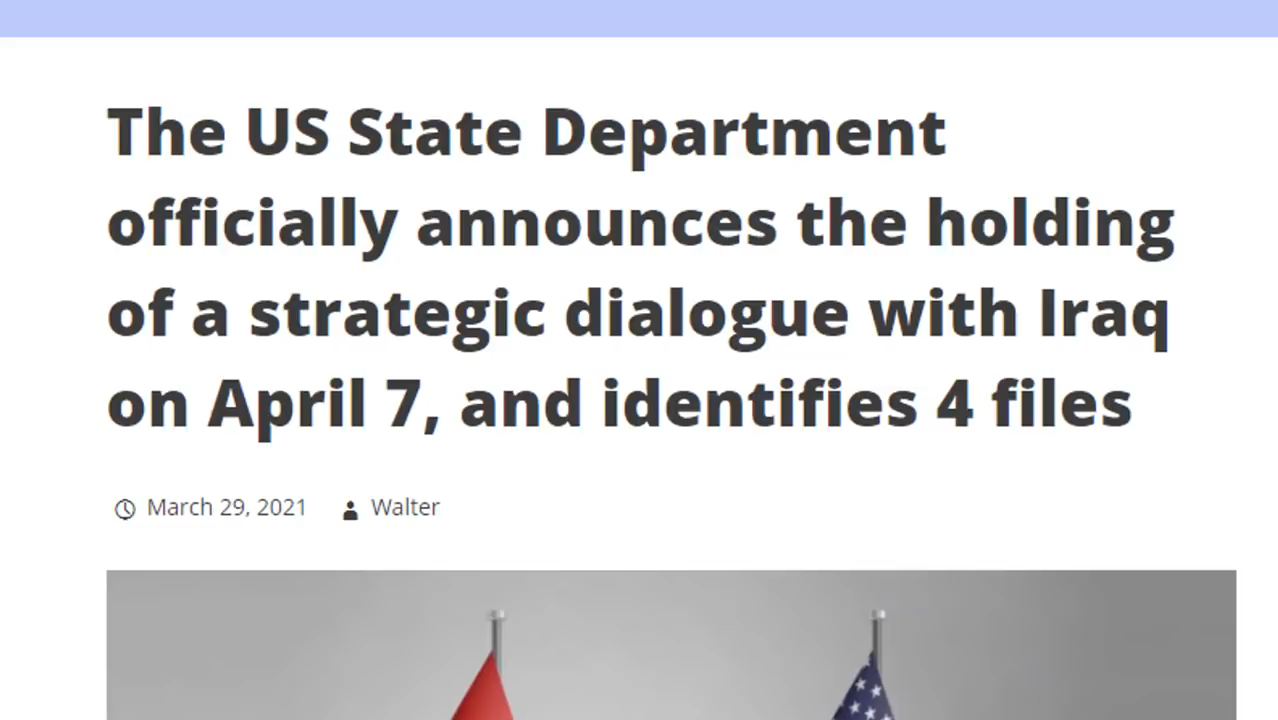 The US State Department
officially announces the holding
of a strategic dialogue with Iraq
on April 7, and identifies 4 files
March 29, 2021 Walter